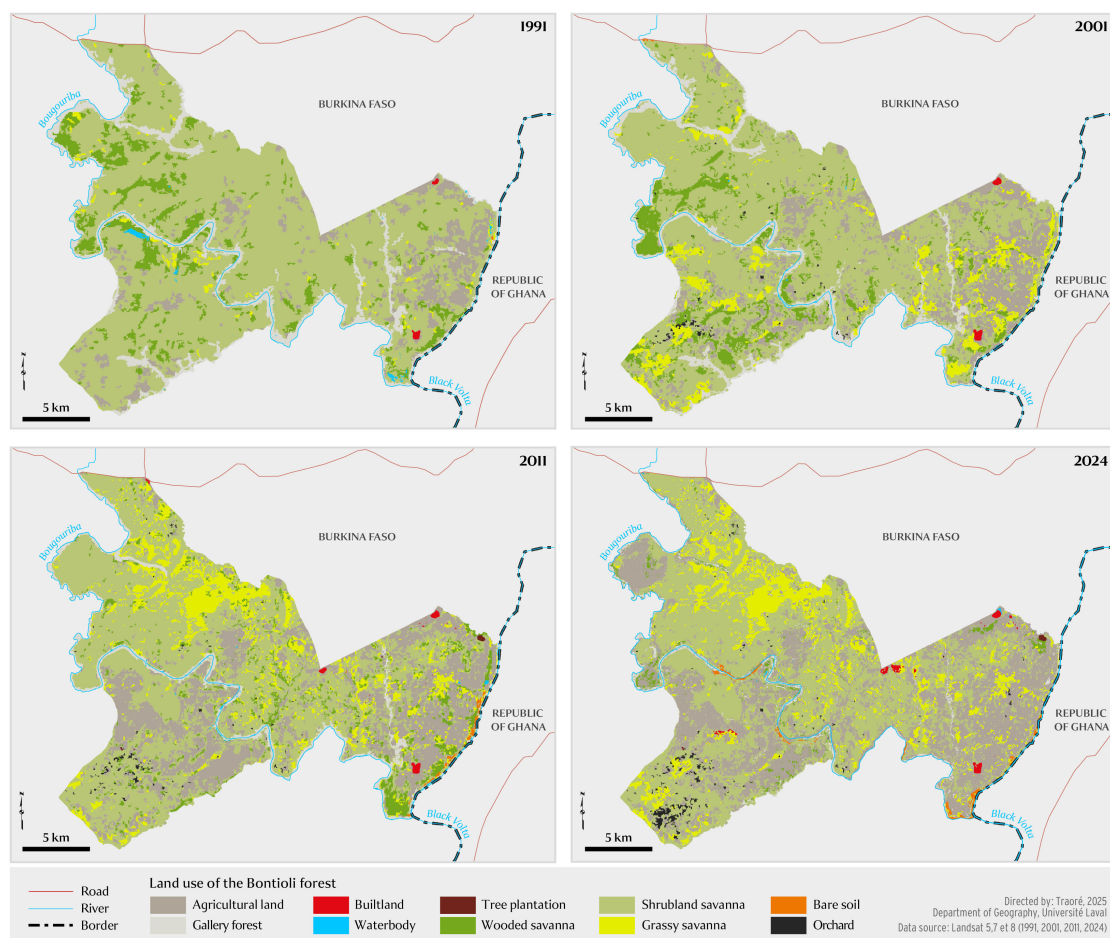 1991
BURKINA FASO
Bougouriba
REPUBLIC
OF GHANA
Black Volta
N
5 km
2001
BURKINA FASO
Bougouriba
REPUBLIC
OF GHANA
Black Volta
N
5 km
2011
BURKINA FASO
Bougouriba
REPUBLIC
OF GHANA
Black Volta
N
5 km
2024
BURKINA FASO
Bougouriba
REPUBLIC
OF GHANA
Black Volta
N
5 km
Road
River
Border
Land use of the Bontioli forest
Agricultural land
Gallery forest
Builtland
Waterbody
Tree plantation
Wooded savanna
Shrubland savanna
Grassy savanna
Bare soil
Orchard
Directed by: Traoré, 2025
Department of Geography, Université Laval
Data source: Landsat 5,7 et 8 (1991, 2001, 2011, 2024)